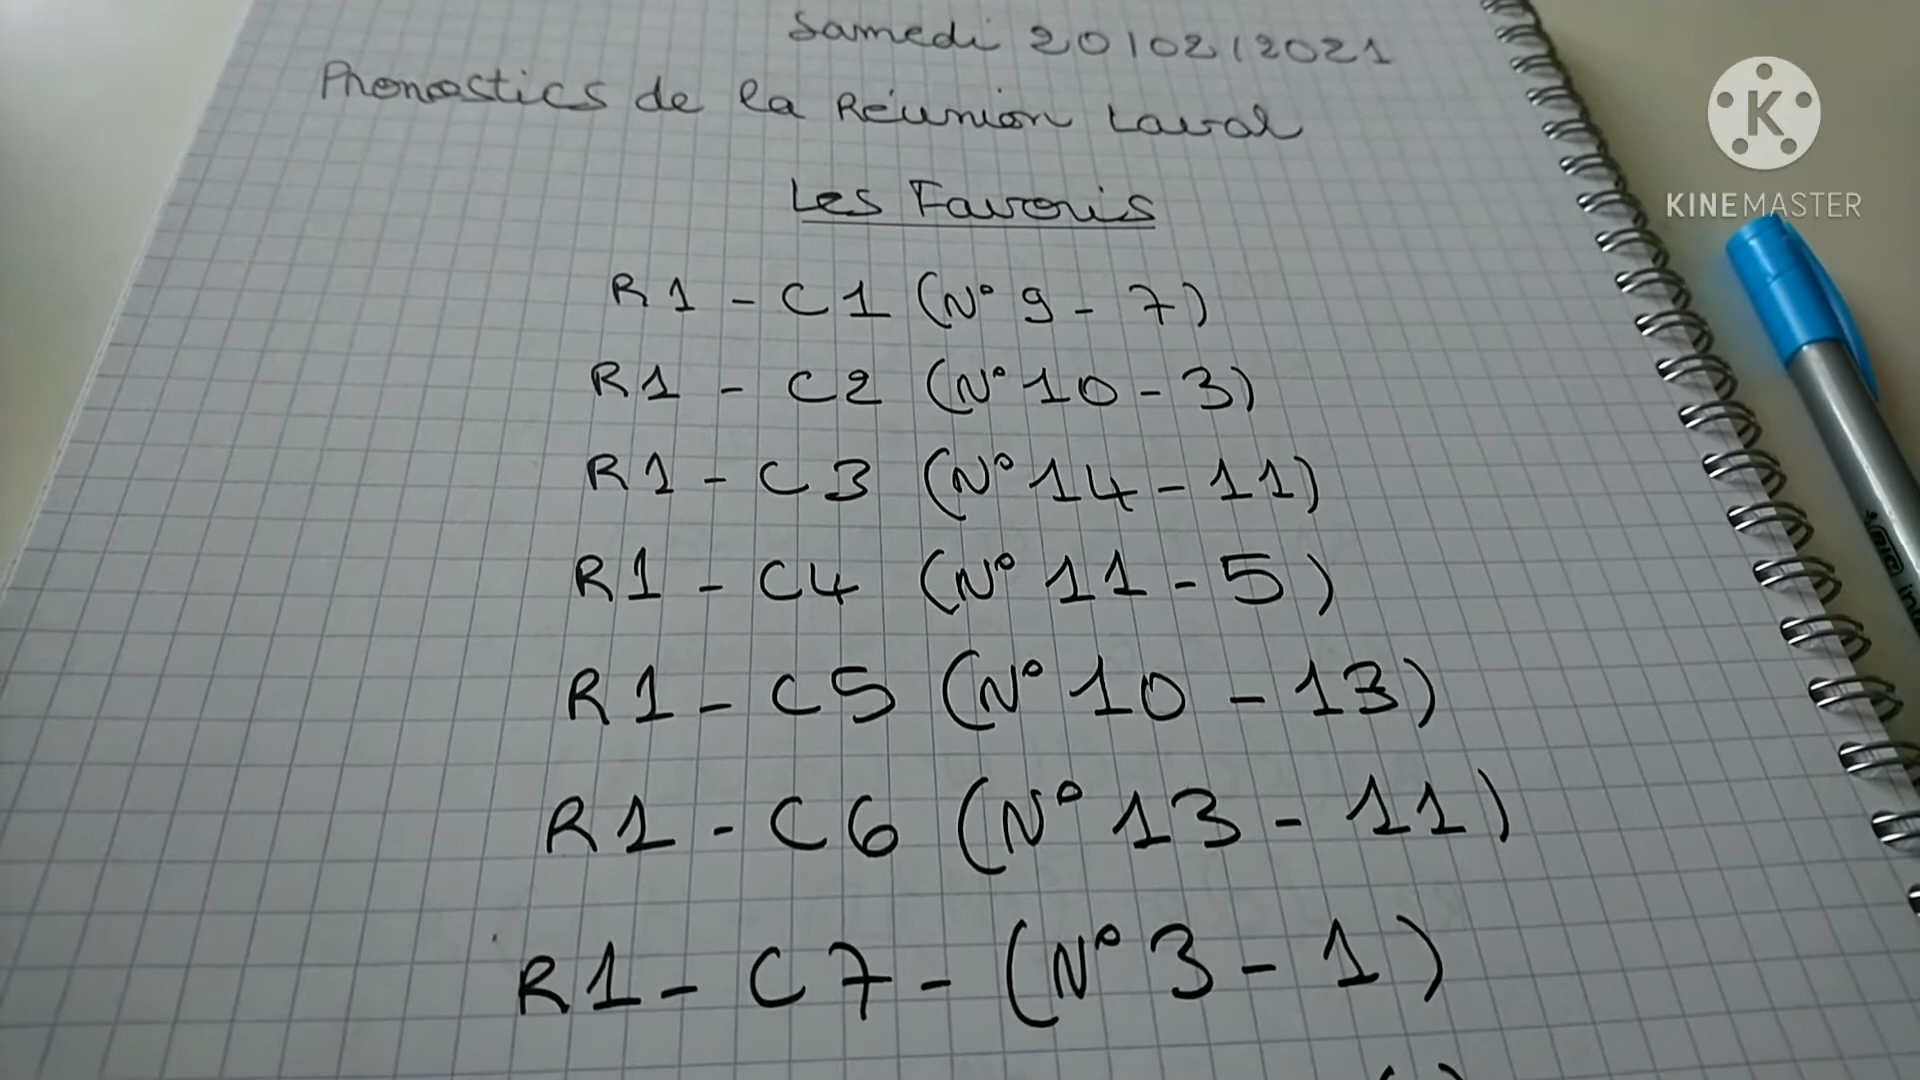 Samedi 20/02/2021
Phonostics de la Réunion Laval
Les Favoris
R1 - C1 (N° 9 - 7)
R1 - C2 (N° 10 - 3)
R1 - C3 (N° 14 - 11)
R1 - C4 (N° 11 - 5)
R1 - C5 (N° 10 - 13)
R1 - C6 (N° 13 - 11)
R1 - C7 - (N° 3 - 1)
K
KINEMASTER
BIC